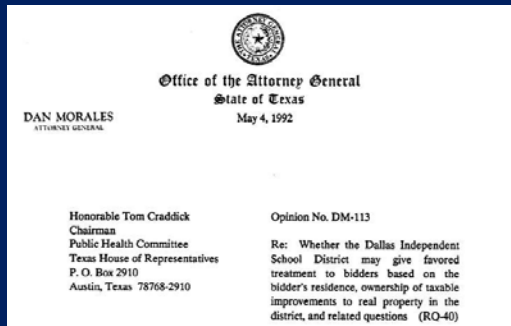 Office of the Attorney General
State of Texas
DAN MORALES
ATTORNEY GENERAL
May 4, 1992
Honorable Tom Craddick
Chairman
Public Health Committee
Texas House of Representatives
P. O. Box 2910
Austin, Texas 78768-2910
Opinion No. DM-113
Re: Whether the Dallas Independent
School District may give favored
treatment to bidders based on the
bidder's residence, ownership of taxable
improvements to real property in the
district, and related questions (RQ-40)